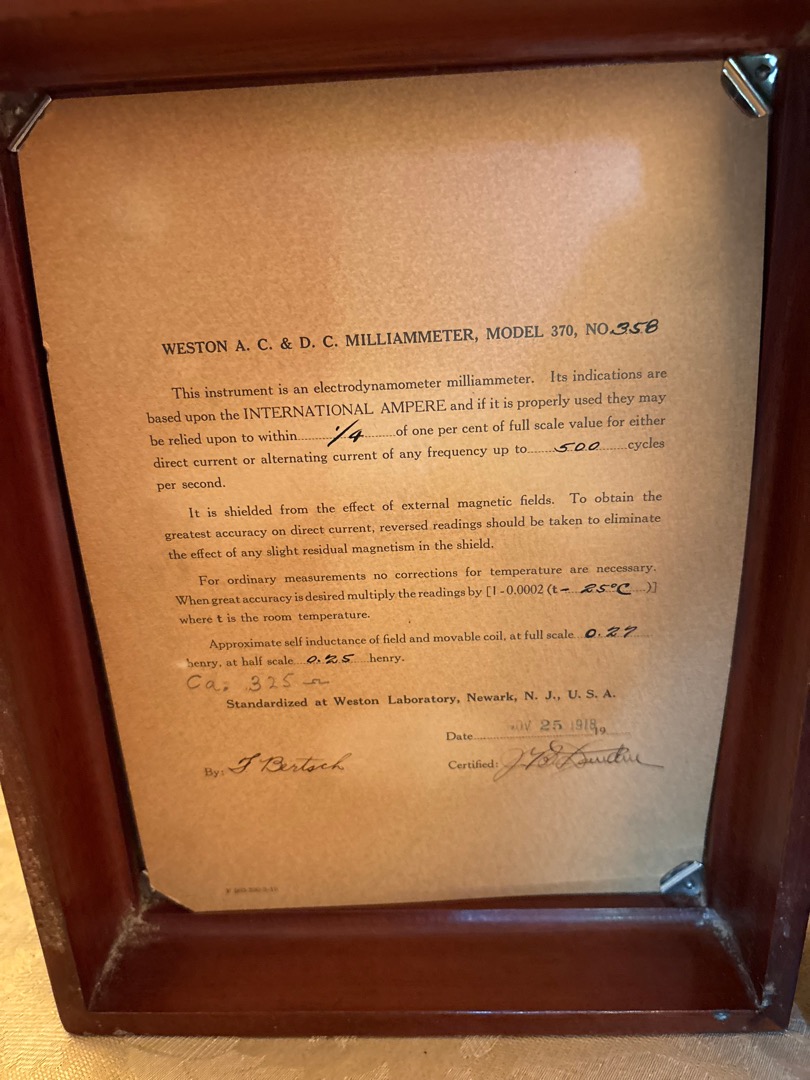 WESTON A. C. & D. C. MILLIAMMETER, MODEL 370, NO 358
This instrument is an electrodynamometer milliammeter. Its indications are
based upon the INTERNATIONAL AMPERE and if it is properly used they may
be relied upon to within 1/4 of one per cent of full scale value for either
direct current or alternating current of any frequency up to 500 cycles
per second.
It is shielded from the effect of external magnetic fields. To obtain the
greatest accuracy on direct current, reversed readings should be taken to eliminate
the effect of any slight residual magnetism in the shield.
For ordinary measurements no corrections for temperature are necessary.
When great accuracy is desired multiply the readings by [1 - 0.0002 (t - 25°C )]
where t is the room temperature.
Approximate self inductance of field and movable coil, at full scale 0.27
henry, at half scale 0.25 henry.
Ca. 325
Standardized at Weston Laboratory, Newark, N. J., U. S. A.
Date NOV 25 1918 19
By: F Bertsch Certified: